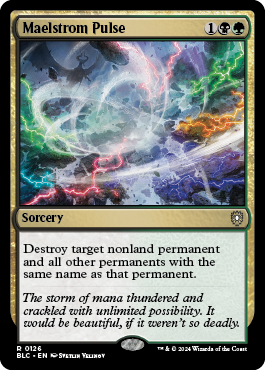 Maelstrom Pulse 1
Sorcery
Destroy target nonland permanent
and all other permanents with the
same name as that permanent.
The storm of mana thundered and
crackled with unlimited possibility. It
would be beautiful, if it weren't so deadly.
R 0126
BLC • EN Svetlin Velinov
™ & © 2024 Wizards of the Coast